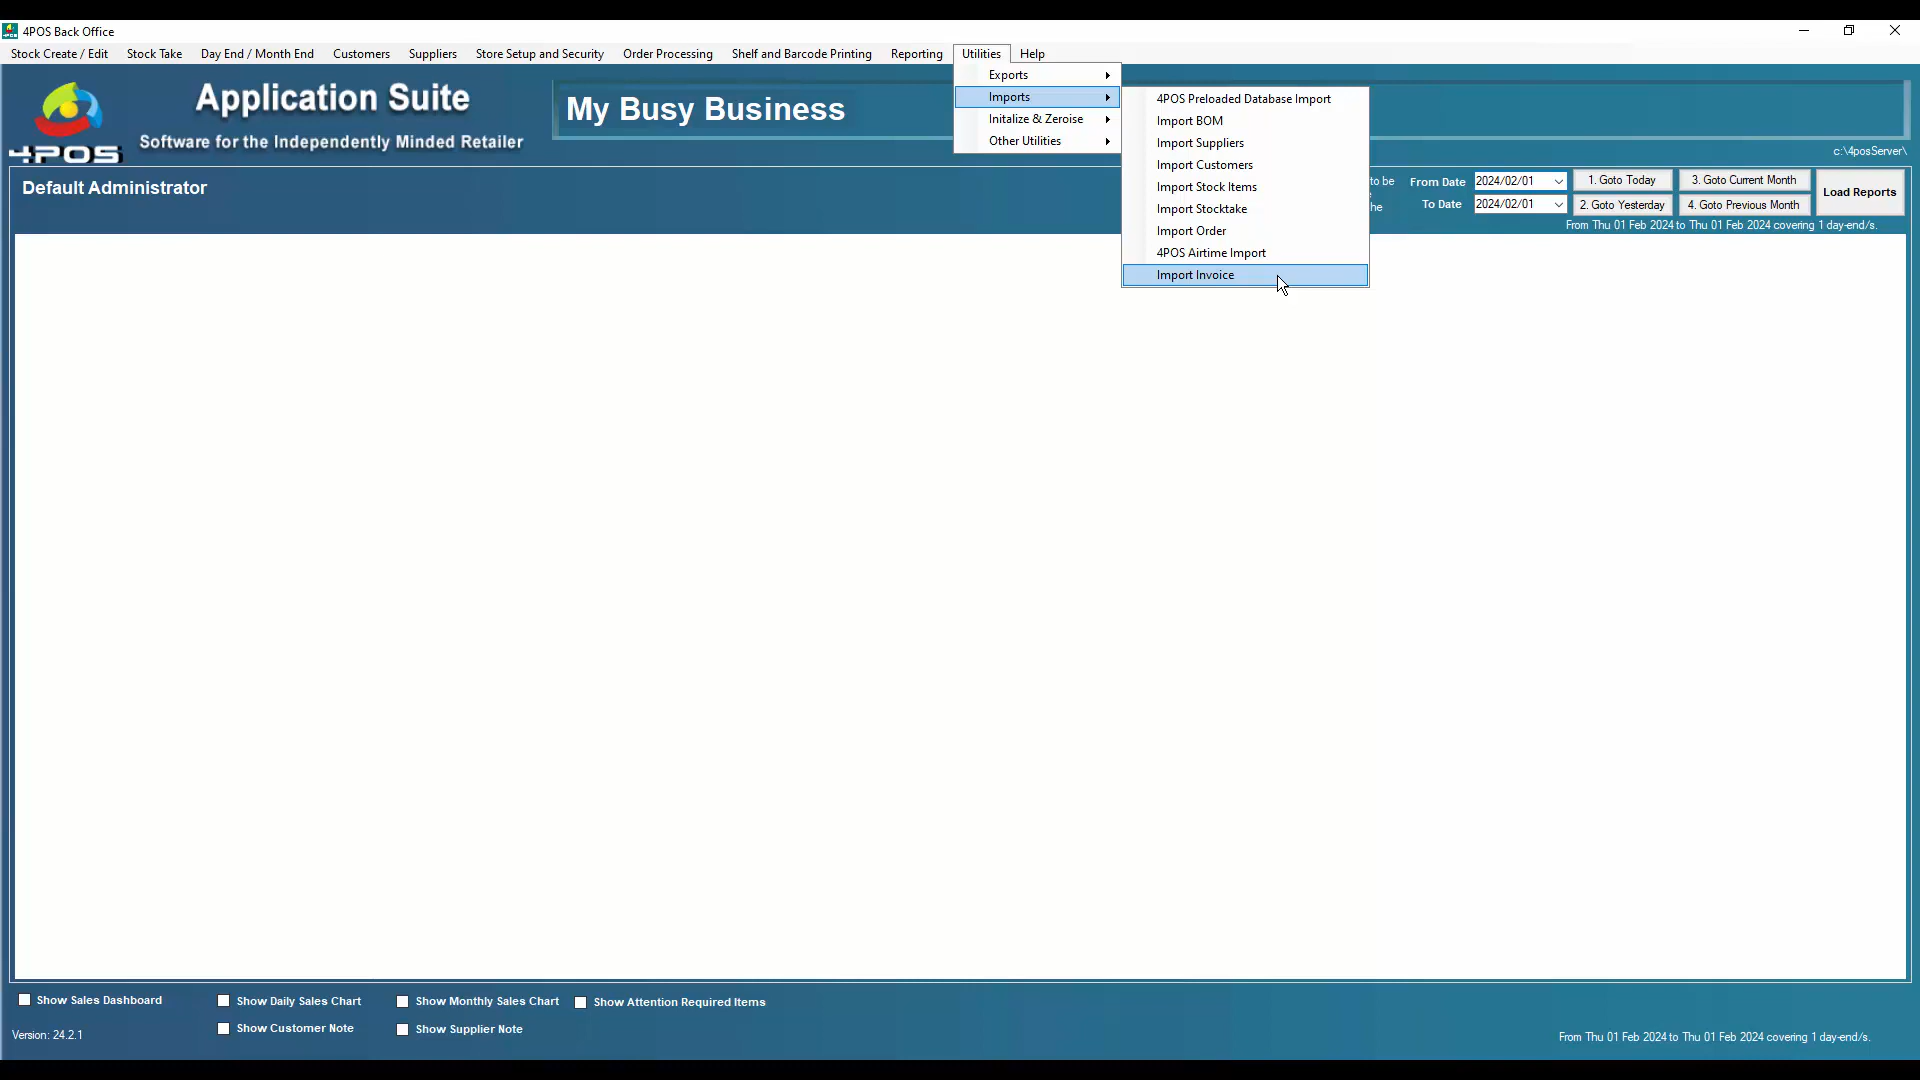 4POS Back Office
Stock Create / Edit Stock Take Day End / Month End Customers Suppliers Store Setup and Security Order Processing Shelf and Barcode Printing Reporting Utilities Help
Exports
Imports
Initalize & Zeroise
Other Utilities
4POS Preloaded Database Import
Import BOM
Import Suppliers
Import Customers
Import Stock Items
Import Stocktake
Import Order
4POS Airtime Import
Import Invoice
4POS
Application Suite
Software for the Independently Minded Retailer
My Busy Business
c:\4posServer\
Default Administrator
to be
he
From Date 2024/02/01 1. Goto Today 3. Goto Current Month
To Date 2024/02/01 2. Goto Yesterday 4. Goto Previous Month
Load Reports
From Thu 01 Feb 2024 to Thu 01 Feb 2024 covering 1 day-end/s.
Show Sales Dashboard Show Daily Sales Chart Show Monthly Sales Chart Show Attention Required Items
Show Customer Note Show Supplier Note
Version: 24.2.1
From Thu 01 Feb 2024 to Thu 01 Feb 2024 covering 1 day-end/s.